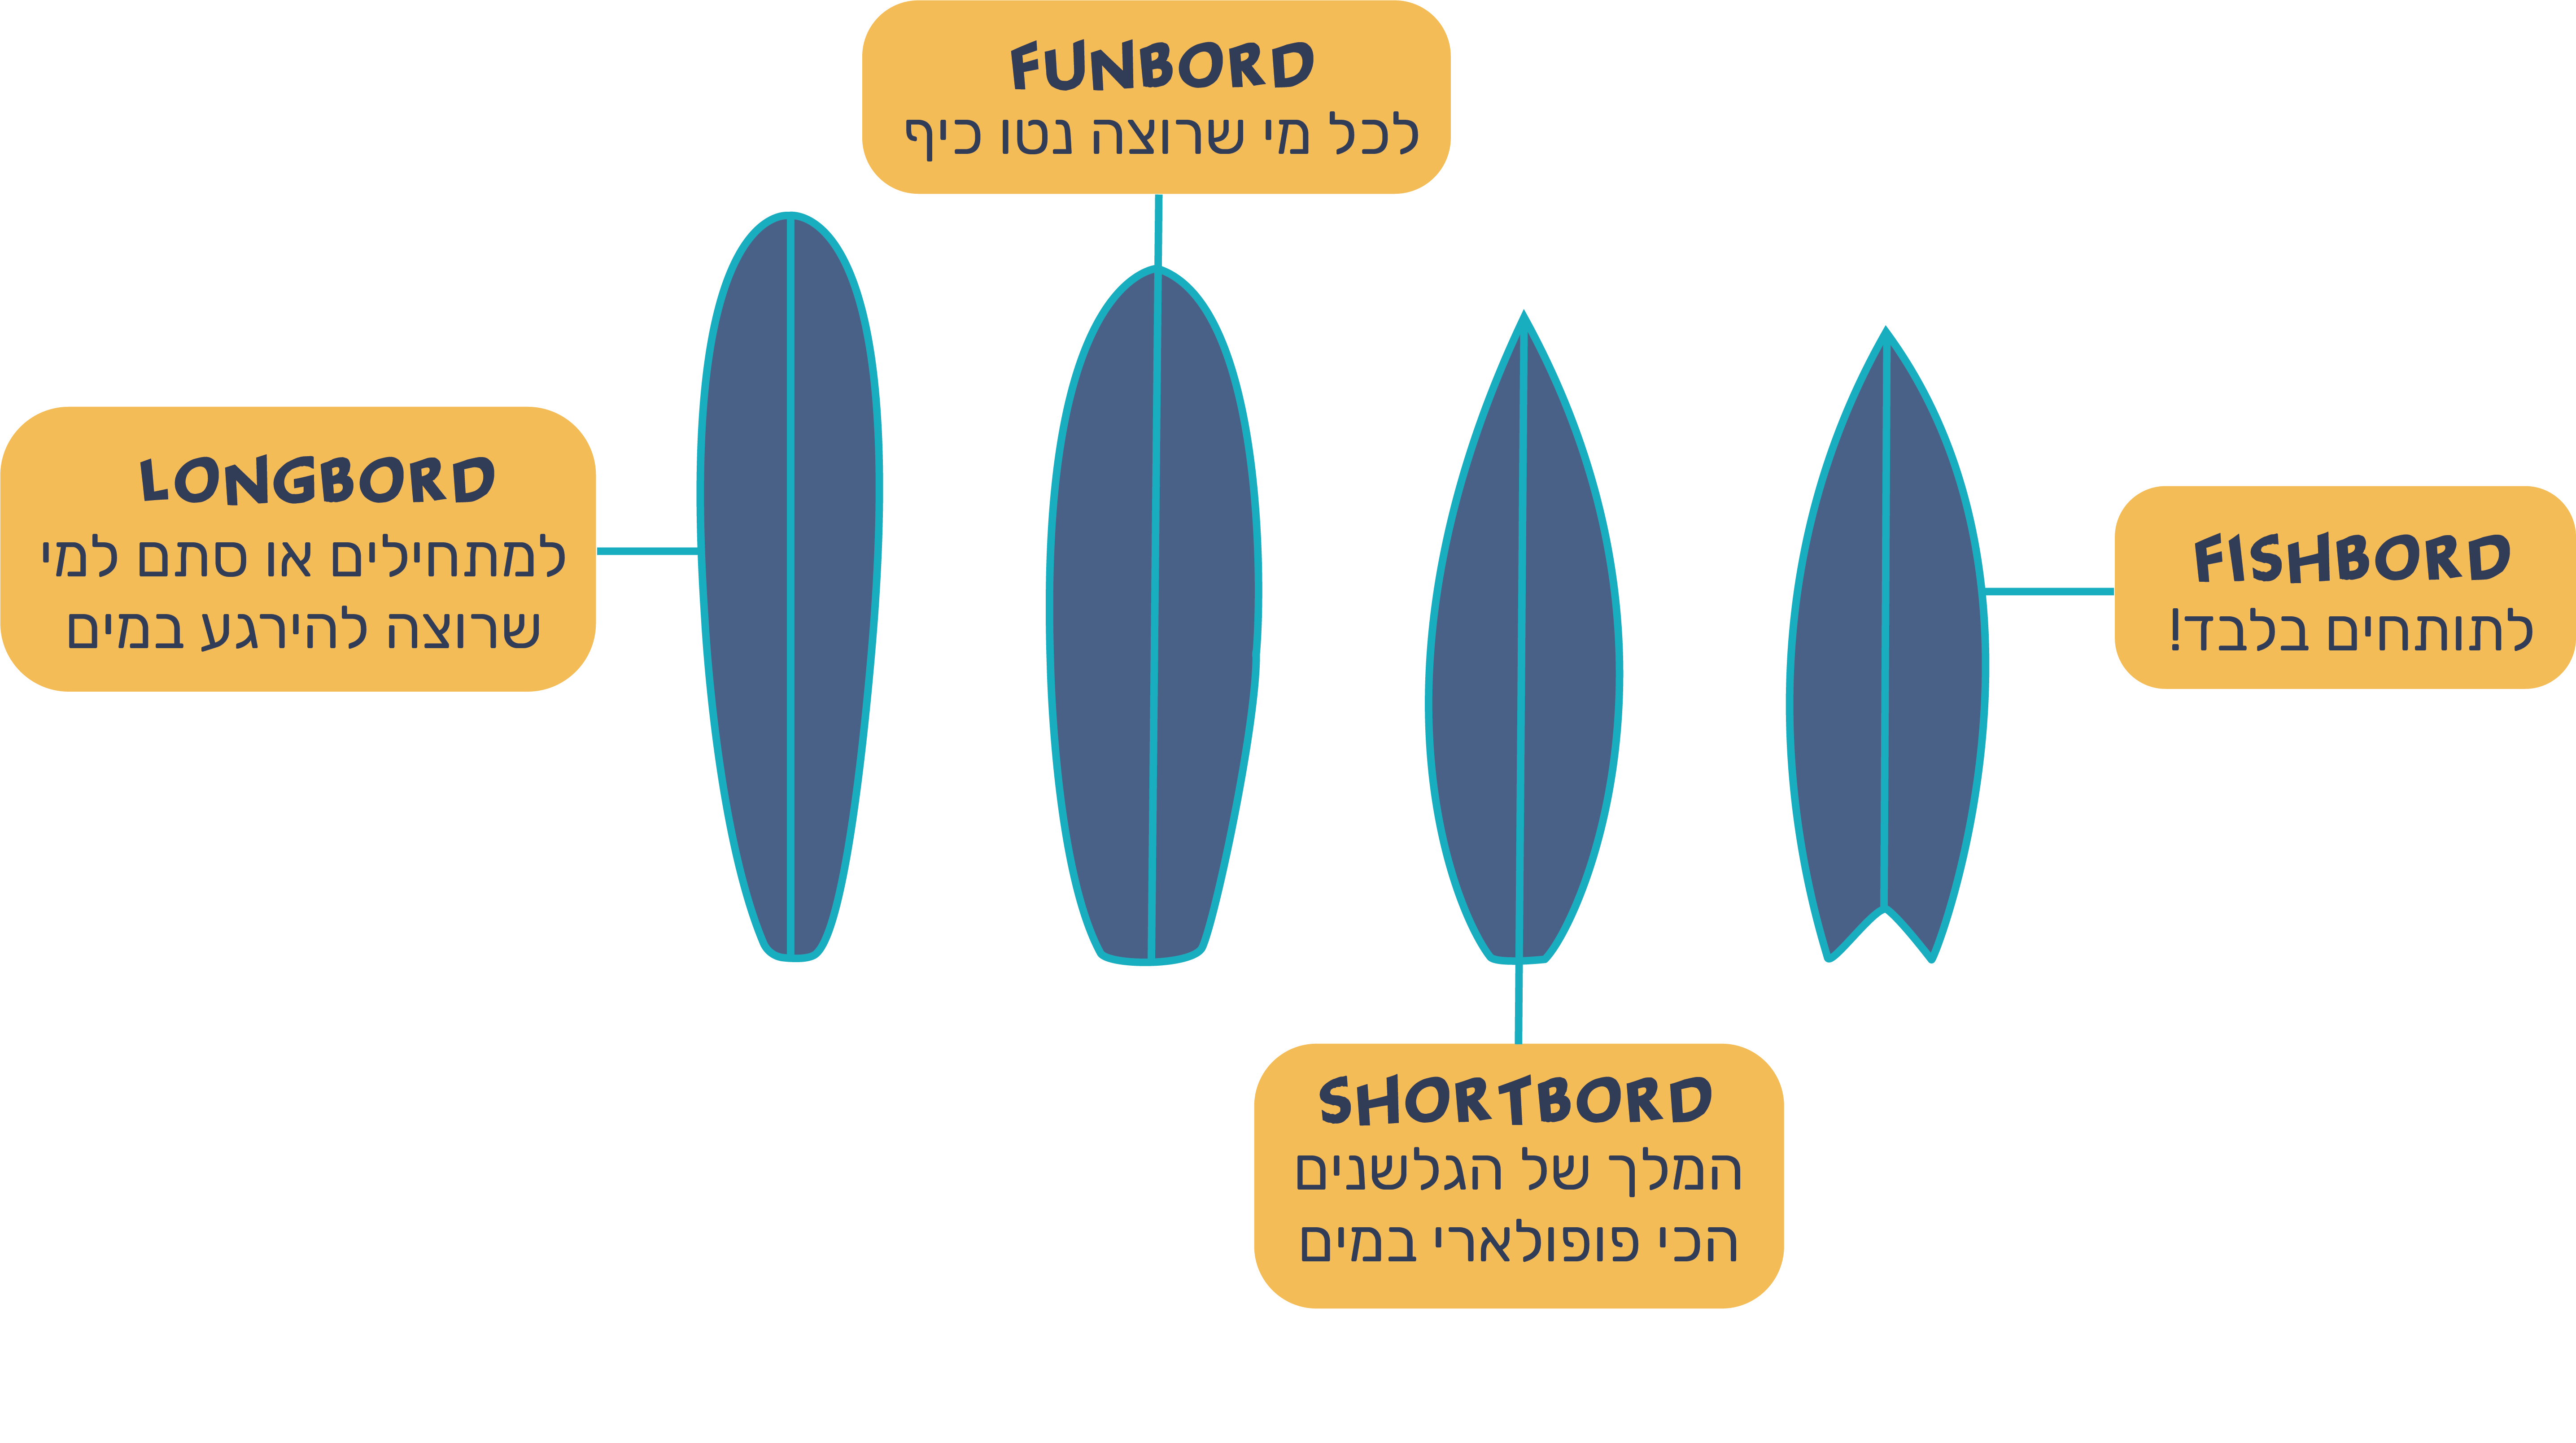 FUNBORD
לכל מי שרוצה נטו כיף
LONGBORD
למתחילים או סתם למי
שרוצה להירגע במים
FISHBORD
לתותחים בלבד!
SHORTBORD
המלך של הגלשנים
הכי פופולארי במים